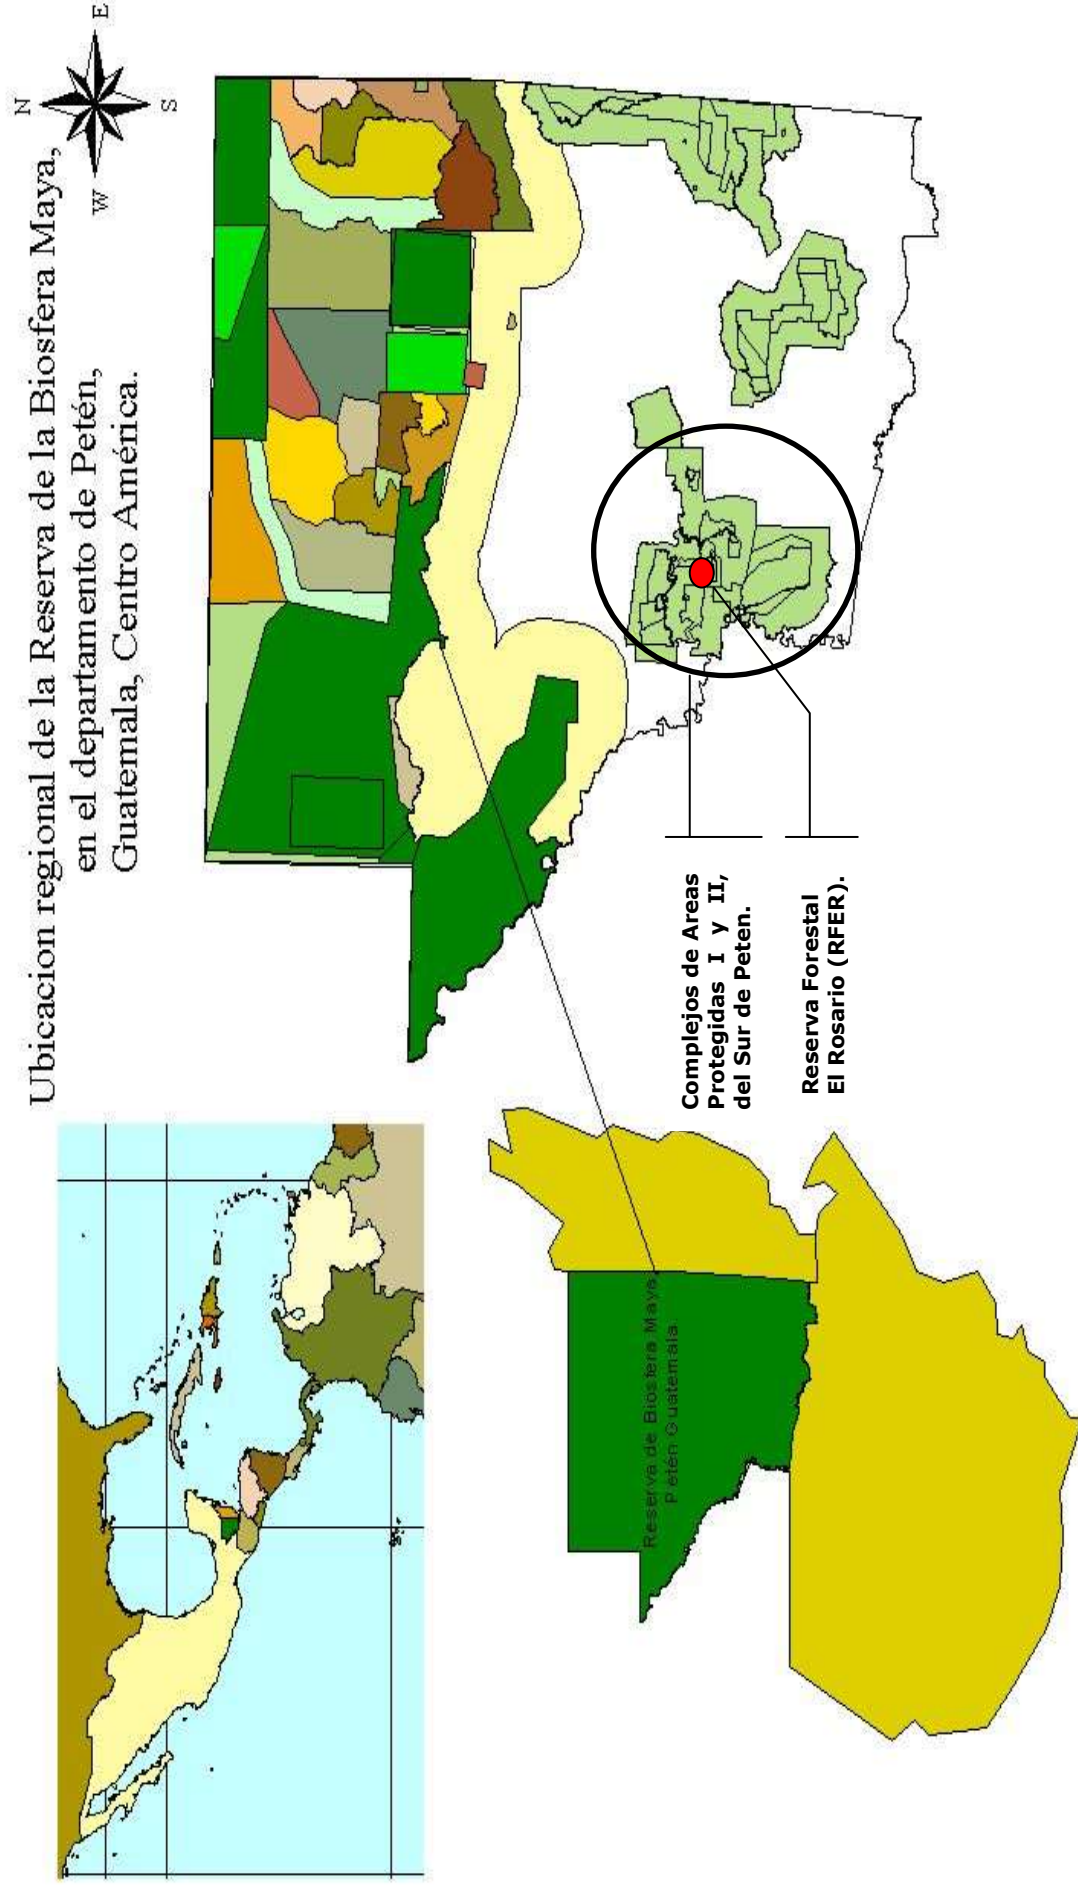 Ubicacion regional de la Reserva de la Biosfera Maya,
en el departamento de Petén,
Guatemala, Centro América.
N
W
E
S
Complejos de Areas
Protegidas I y II,
del Sur de Peten.
Reserva Forestal
El Rosario (RFER).
Reserva de Biosfera Maya,
Petén Guatemala